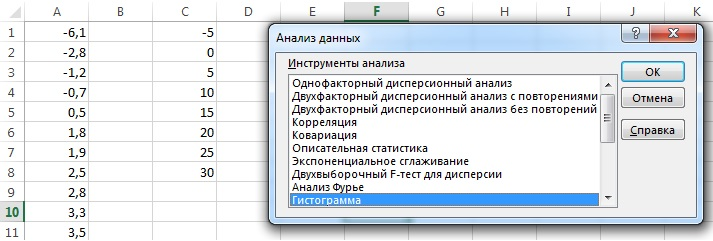 A B C D E F G H I J K
Анализ данных
Инструменты анализа
Однофакторный дисперсионный анализ
Двухфакторный дисперсионный анализ с повторениями
Двухфакторный дисперсионный анализ без повторений
Корреляция
Ковариация
Описательная статистика
Экспоненциальное сглаживание
Двухвыборочный F-тест для дисперсии
Анализ Фурье
Гистограмма
ОК
Отмена
Справка
1 -6,1 -5
2 -2,8 0
3 -1,2 5
4 -0,7 10
5 0,5 15
6 1,8 20
7 1,9 25
8 2,5 30
9 2,8
10 3,3
11 3,5